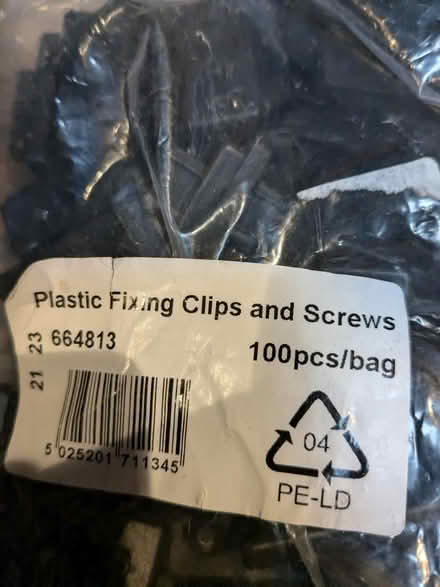 Plastic Fixing Clips and Screws
21 23
664813
100pcs/bag
5 025201 711345
04
PE-LD